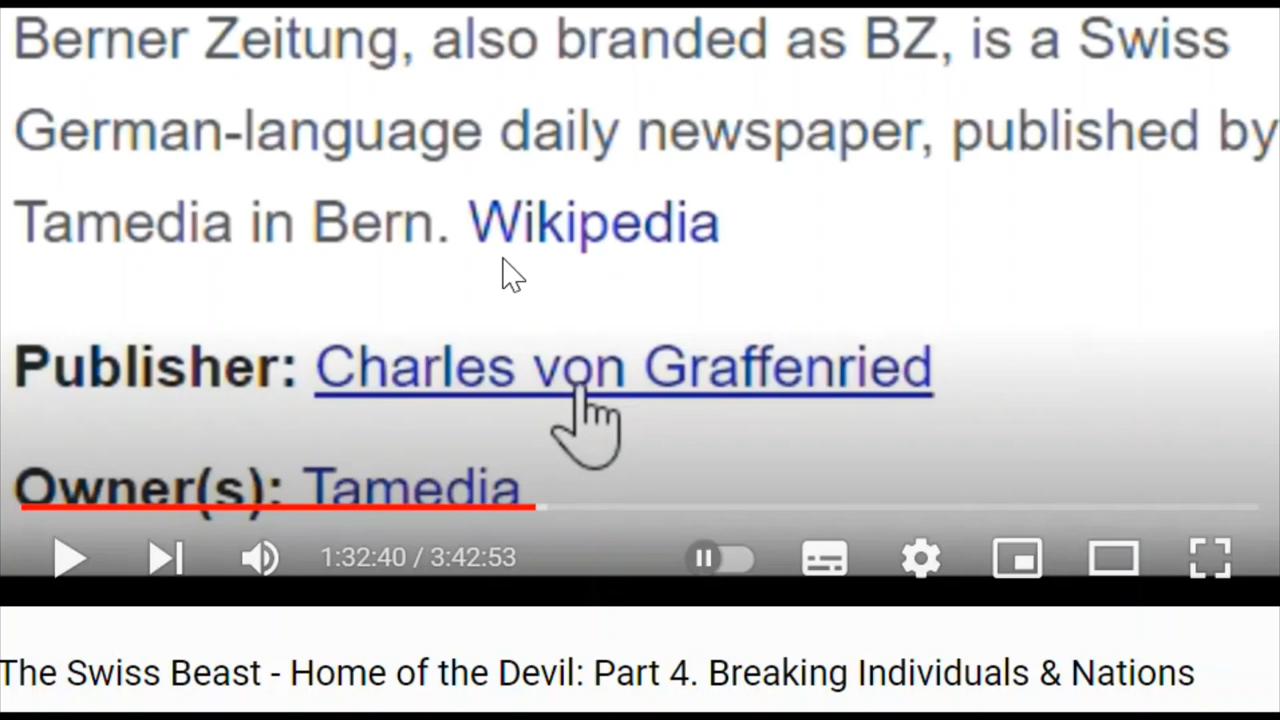 Berner Zeitung, also branded as BZ, is a Swiss
German-language daily newspaper, published by
Tamedia in Bern. Wikipedia
Publisher: Charles von Graffenried
Owner(s): Tamedia
1:32:40 / 3:42:53
The Swiss Beast - Home of the Devil: Part 4. Breaking Individuals & Nations